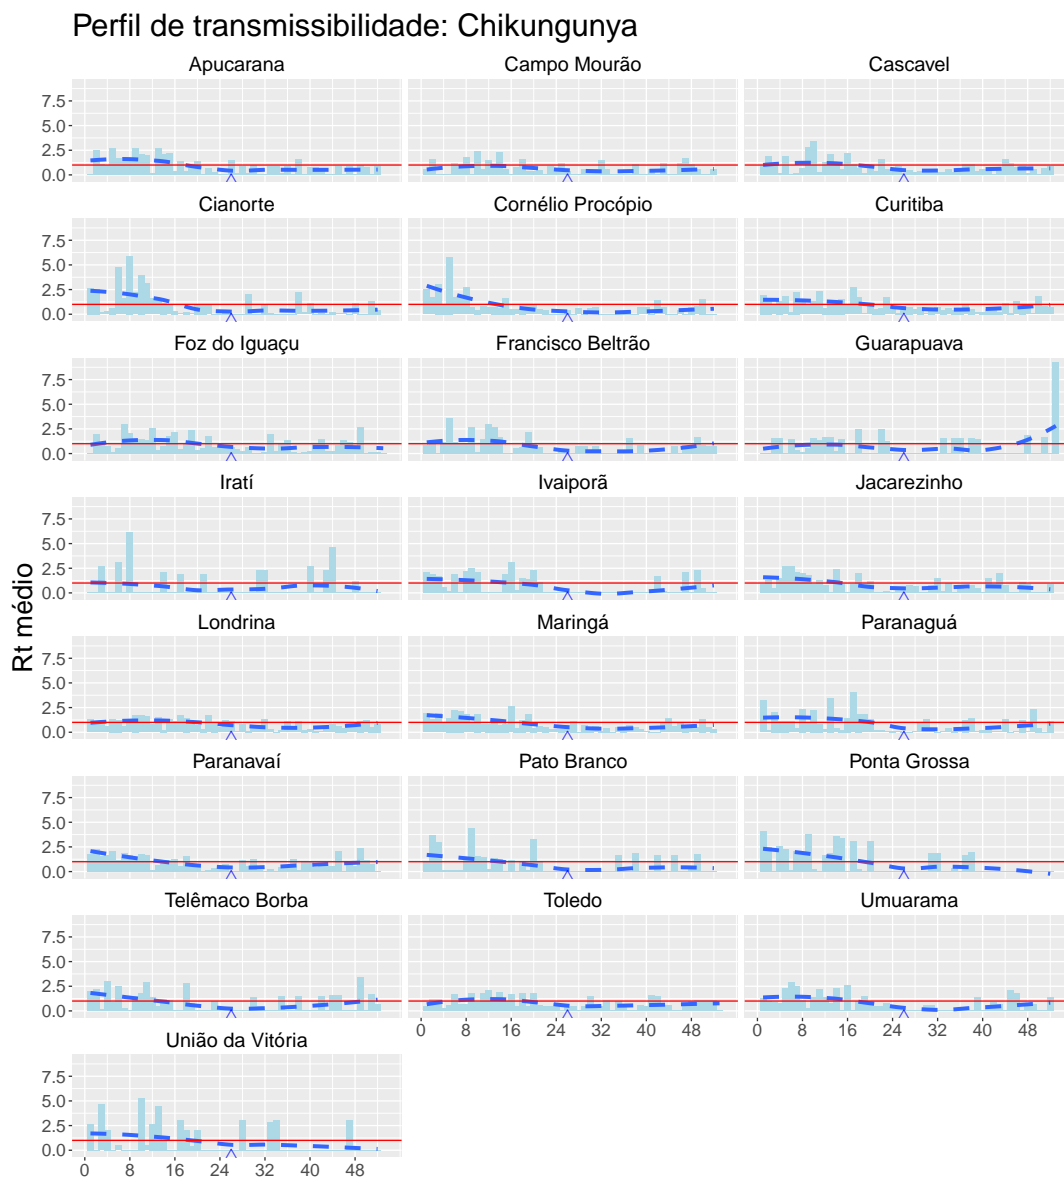 Perfil de transmissibilidade: Chikungunya
Apucarana Campo Mourão Cascavel
7.5
5.0
2.5
0.0
Cianorte Cornélio Procópio Curitiba
7.5
5.0
2.5
0.0
Foz do Iguaçu Francisco Beltrão Guarapuava
7.5
5.0
2.5
0.0
Iratí Ivaiporã Jacarezinho
7.5
5.0
2.5
0.0
Rt médio
Londrina Maringá Paranaguá
7.5
5.0
2.5
0.0
Paranavaí Pato Branco Ponta Grossa
7.5
5.0
2.5
0.0
Telêmaco Borba Toledo Umuarama
7.5
5.0
2.5
0.0
0 8 16 24 32 40 48 0 8 16 24 32 40 48
União da Vitória
7.5
5.0
2.5
0.0
0 8 16 24 32 40 48